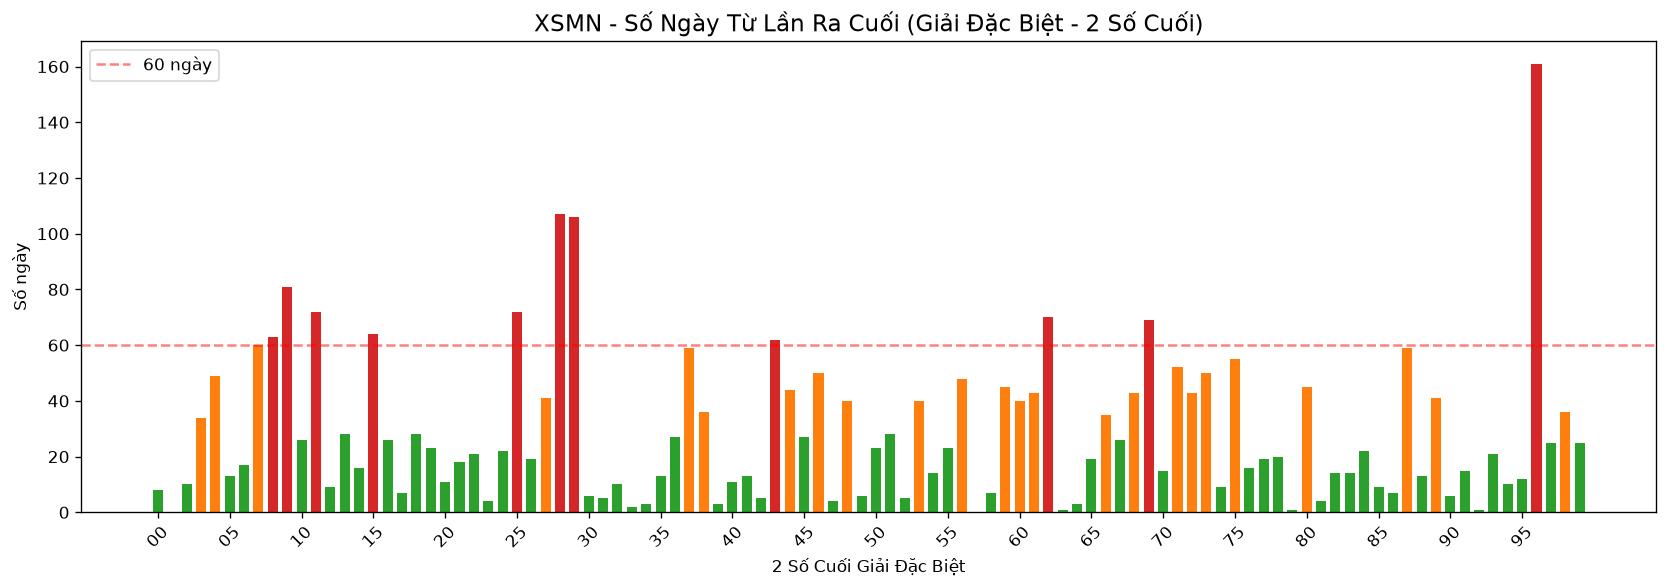 XSMN - Số Ngày Từ Lần Ra Cuối (Giải Đặc Biệt - 2 Số Cuối)
60 ngày
Số ngày
160
140
120
100
80
60
40
20
0
00 05 10 15 20 25 30 35 40 45 50 55 60 65 70 75 80 85 90 95
2 Số Cuối Giải Đặc Biệt